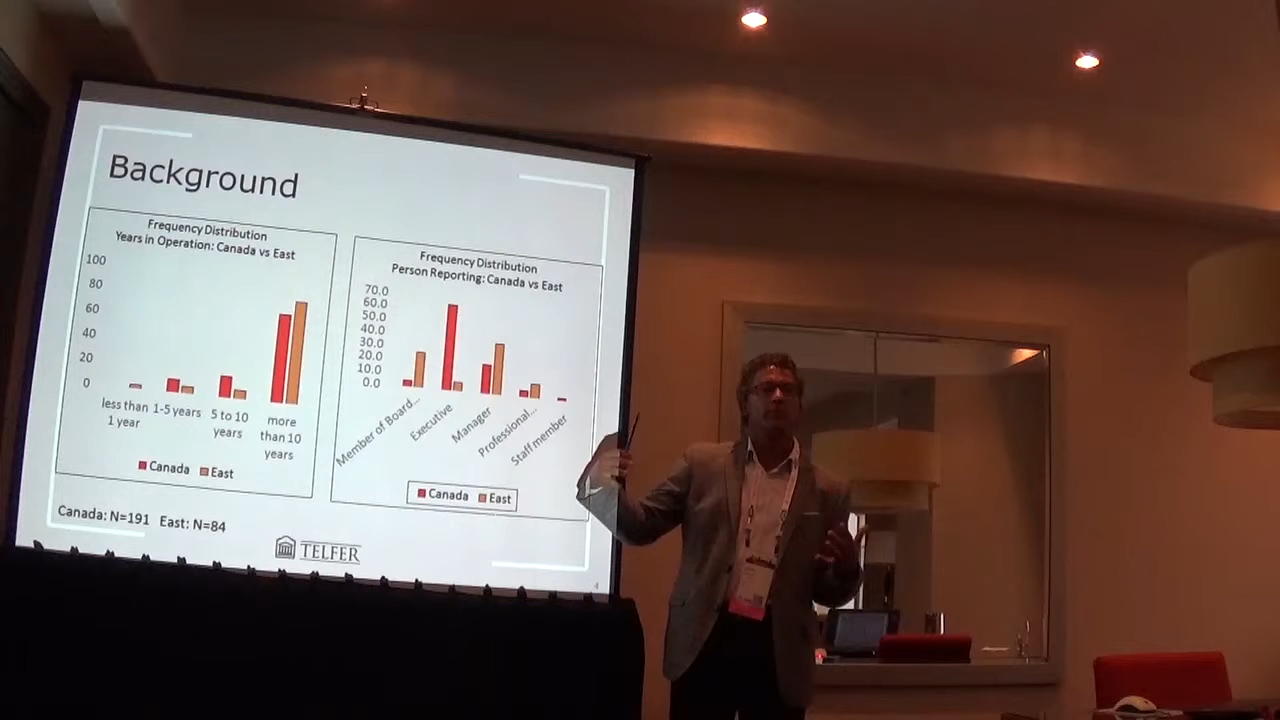 Background
Frequency Distribution
Years in Operation: Canada vs East
100
80
60
40
20
0
less than 1 year
1-5 years
5 to 10 years
more than 10 years
Canada East
Frequency Distribution
Person Reporting: Canada vs East
70.0
60.0
50.0
40.0
30.0
20.0
10.0
0.0
Member of Board...
Executive
Manager
Professional...
Staff member
Canada East
Canada: N=191 East: N=84
TELFER
4